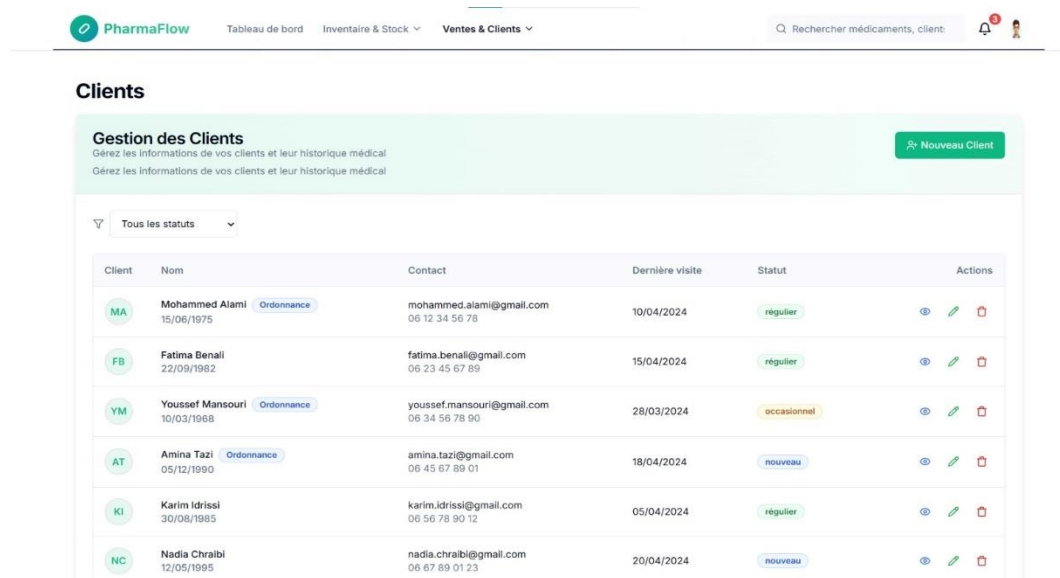 PharmaFlow Tableau de bord Inventaire & Stock Ventes & Clients Rechercher médicaments, client: 3
Clients
Gestion des Clients
Gérez les informations de vos clients et leur historique médical
Gérez les informations de vos clients et leur historique médical
Nouveau Client
Tous les statuts
Client Nom Contact Dernière visite Statut Actions
MA Mohammed Alami Ordonnance mohammed.alami@gmail.com 10/04/2024 régulier
15/06/1975 06 12 34 56 78
FB Fatima Benali fatima.benali@gmail.com 15/04/2024 régulier
22/09/1982 06 23 45 67 89
YM Youssef Mansouri Ordonnance youssef.mansouri@gmail.com 28/03/2024 occasionnel
10/03/1968 06 34 56 78 90
AT Amina Tazi Ordonnance amina.tazi@gmail.com 18/04/2024 nouveau
05/12/1990 06 45 67 89 01
KI Karim Idrissi karim.idrissi@gmail.com 05/04/2024 régulier
30/08/1985 06 56 78 90 12
NC Nadia Chraibi nadia.chraibi@gmail.com 20/04/2024 nouveau
12/05/1995 06 67 89 01 23